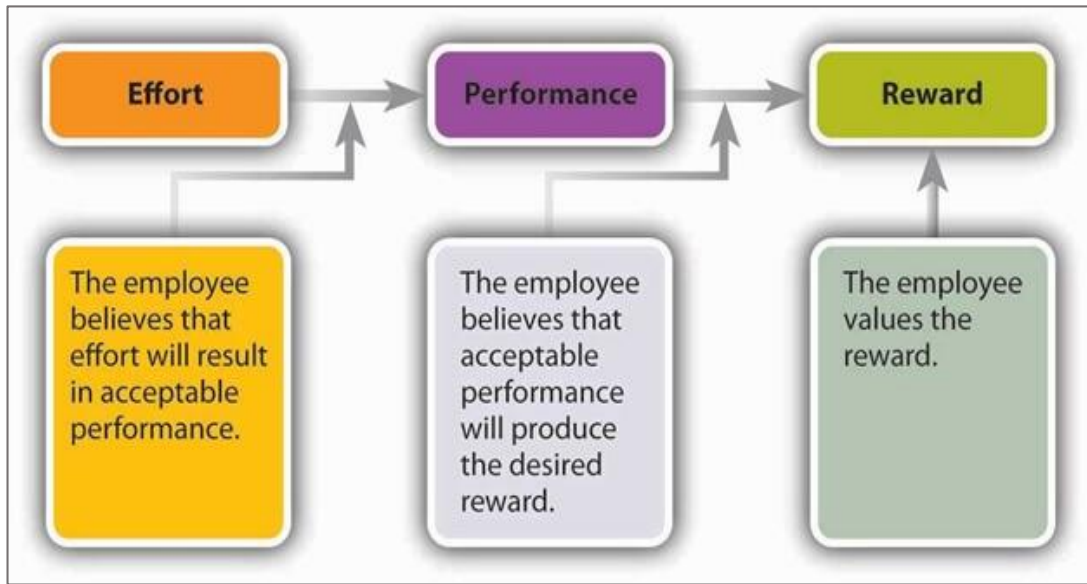 Effort
Performance
Reward
The employee
believes that
effort will result
in acceptable
performance.
The employee
believes that
acceptable
performance
will produce
the desired
reward.
The employee
values the
reward.